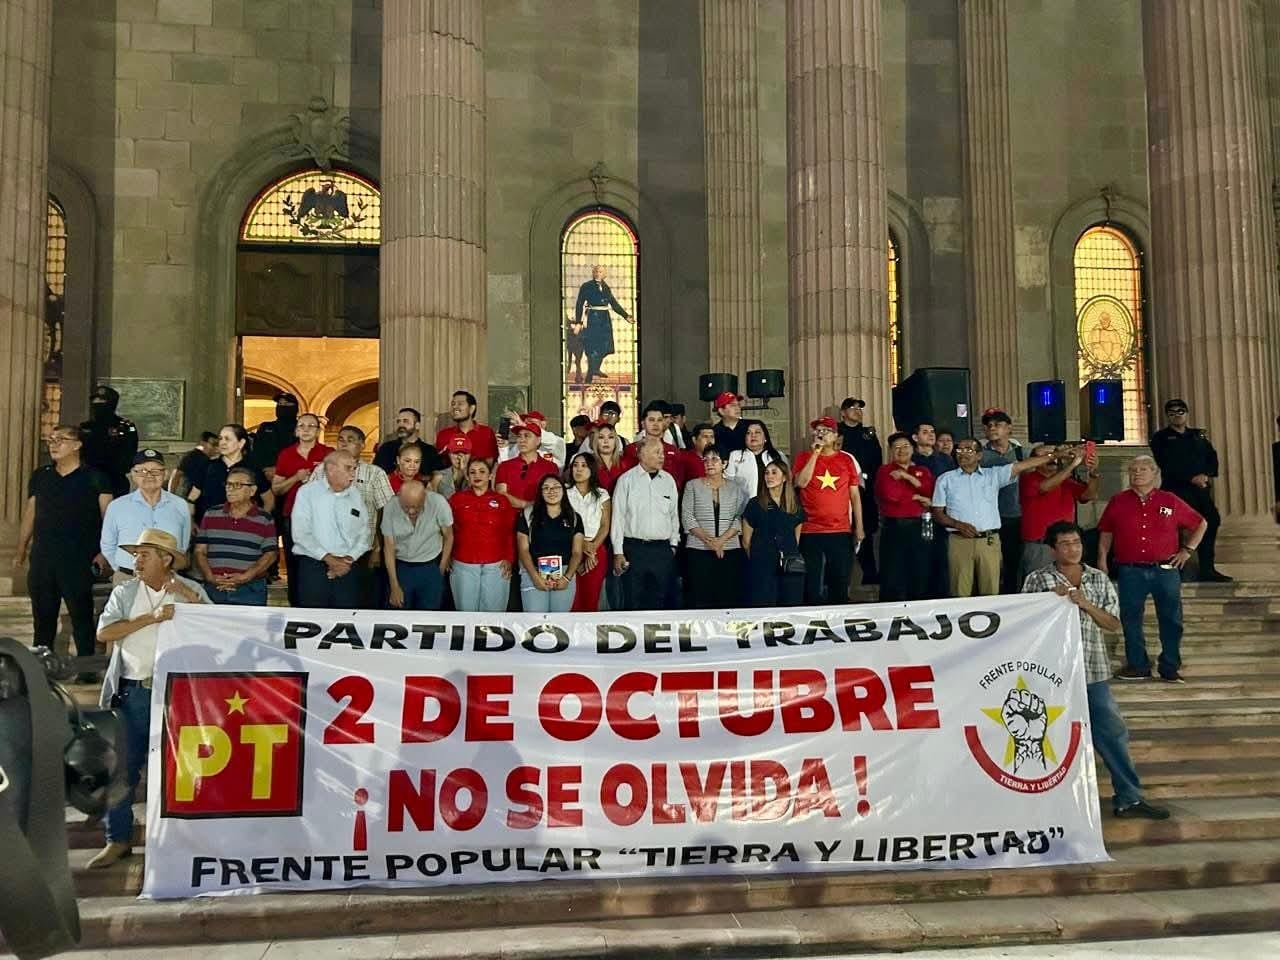 PARTIDO DEL TRABAJO
PT
2 DE OCTUBRE
¡NO SE OLVIDA!
FRENTE POPULAR "TIERRA Y LIBERTAD"
FRENTE POPULAR
TIERRA Y LIBERTAD